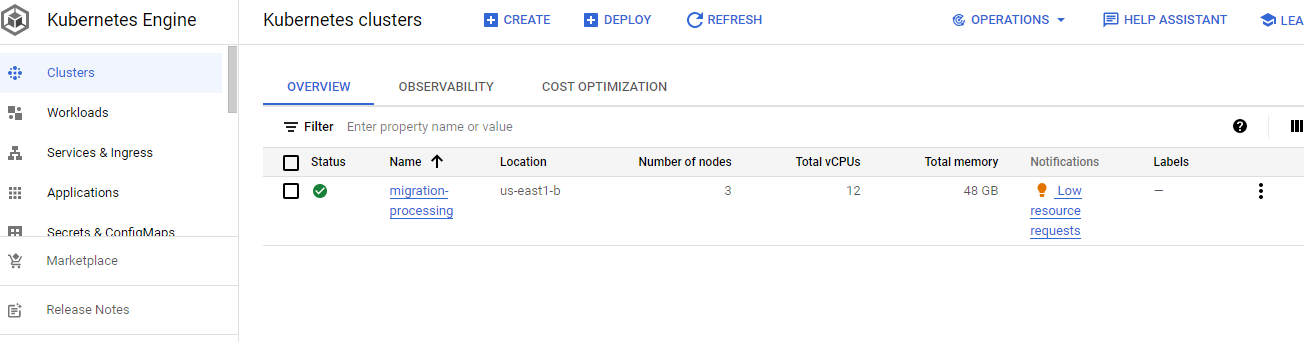 Kubernetes Engine
Kubernetes clusters
CREATE
DEPLOY
REFRESH
OPERATIONS
HELP ASSISTANT
LEA
Clusters
Workloads
Services & Ingress
Applications
Secrets & ConfigMaps
Marketplace
Release Notes
OVERVIEW
OBSERVABILITY
COST OPTIMIZATION
Filter Enter property name or value
Status Name Location Number of nodes Total vCPUs Total memory Notifications Labels
migration- us-east1-b 3 12 48 GB Low —
processing resource
requests